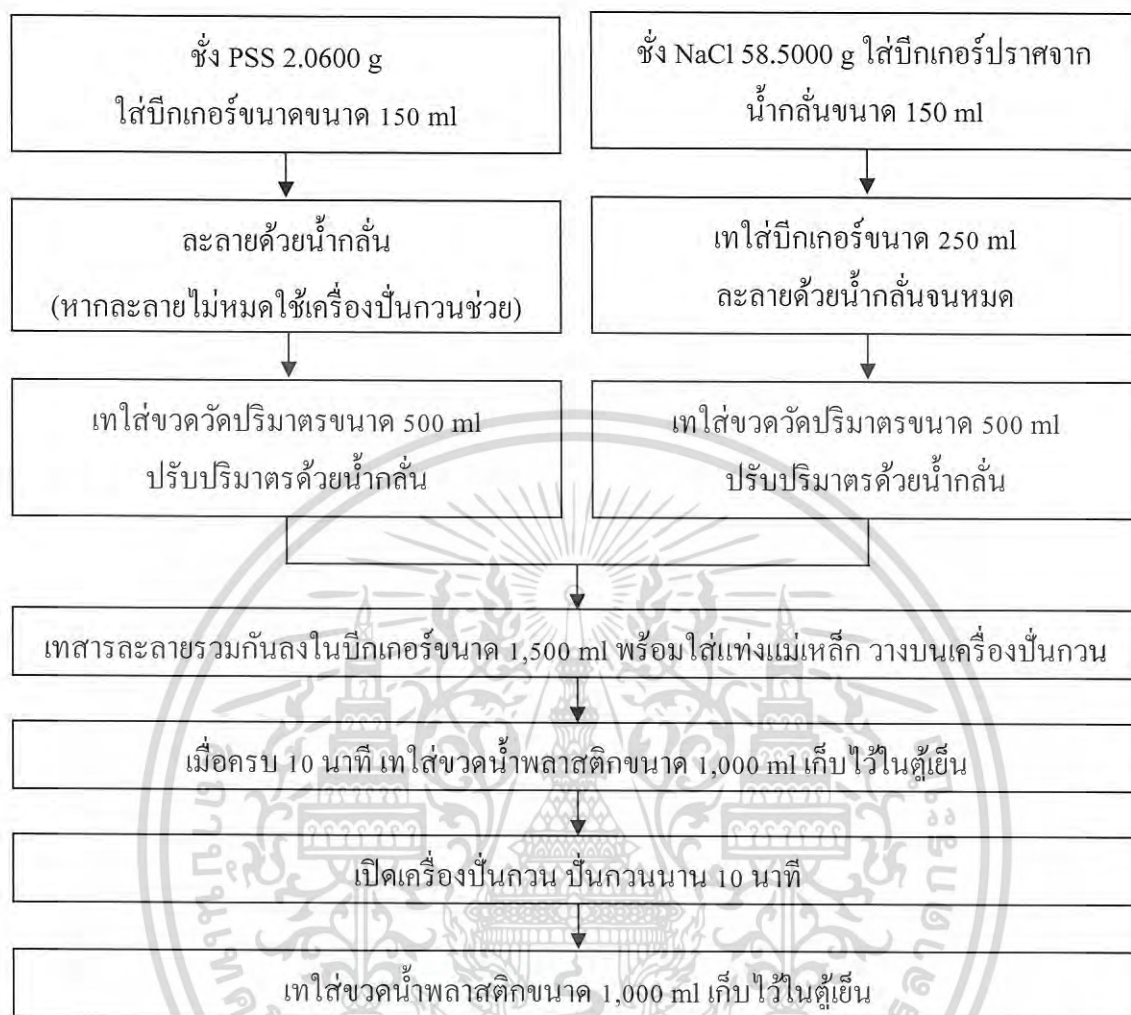 ชั่ง PSS 2.0600 g
ใส่บีกเกอร์ขนาดขนาด 150 ml
ละลายด้วยน้ำกลั่น
(หากละลายไม่หมดใช้เครื่องปั่นกวนช่วย)
เทใส่ขวดวัดปริมาตรขนาด 500 ml
ปรับปริมาตรด้วยน้ำกลั่น
ชั่ง NaCl 58.5000 g ใส่บีกเกอร์ปราศจาก
น้ำกลั่นขนาด 150 ml
เทใส่บีกเกอร์ขนาด 250 ml
ละลายด้วยน้ำกลั่นจนหมด
เทใส่ขวดวัดปริมาตรขนาด 500 ml
ปรับปริมาตรด้วยน้ำกลั่น
เทสารละลายรวมกันลงในบีกเกอร์ขนาด 1,500 ml พร้อมใส่แท่งแม่เหล็ก วางบนเครื่องปั่นกวน
เมื่อครบ 10 นาที เทใส่ขวดน้ำพลาสติกขนาด 1,000 ml เก็บไว้ในตู้เย็น
เปิดเครื่องปั่นกวน ปั่นกวนนาน 10 นาที
เทใส่ขวดน้ำพลาสติกขนาด 1,000 ml เก็บไว้ในตู้เย็น